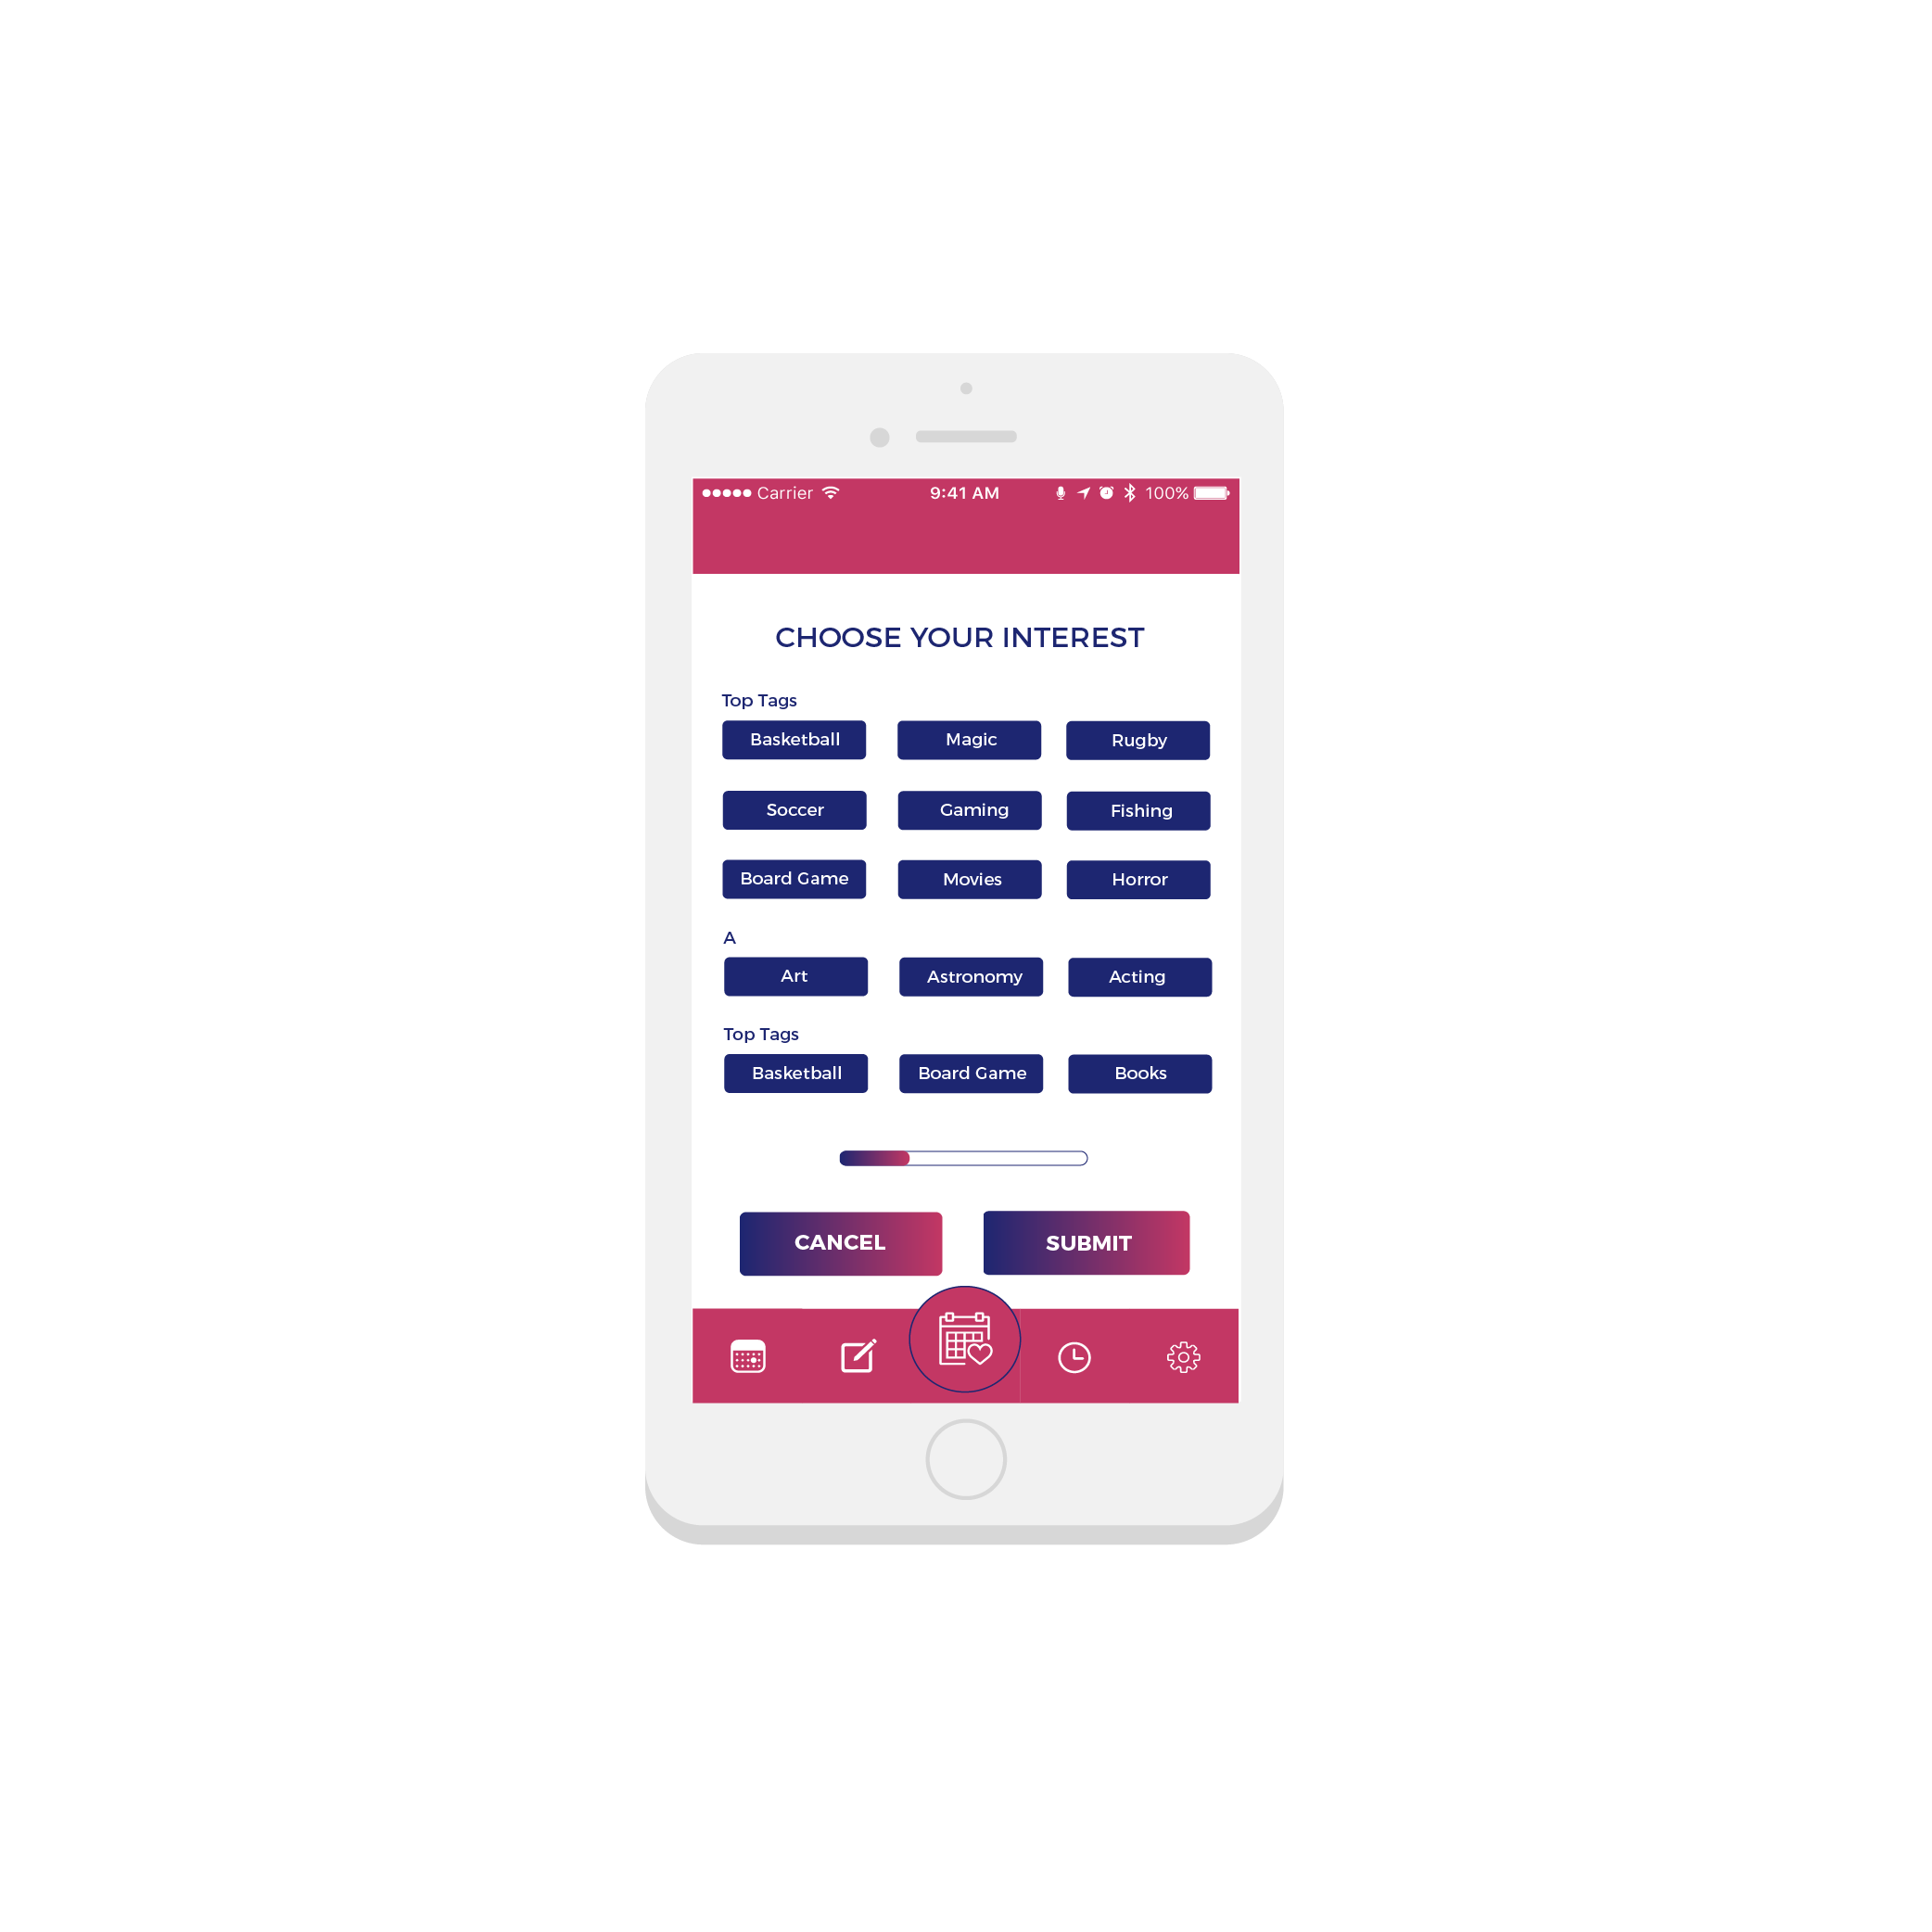 Carrier 9:41 AM 100%
CHOOSE YOUR INTEREST
Top Tags
Basketball Magic Rugby
Soccer Gaming Fishing
Board Game Movies Horror
A
Art Astronomy Acting
Top Tags
Basketball Board Game Books
CANCEL SUBMIT